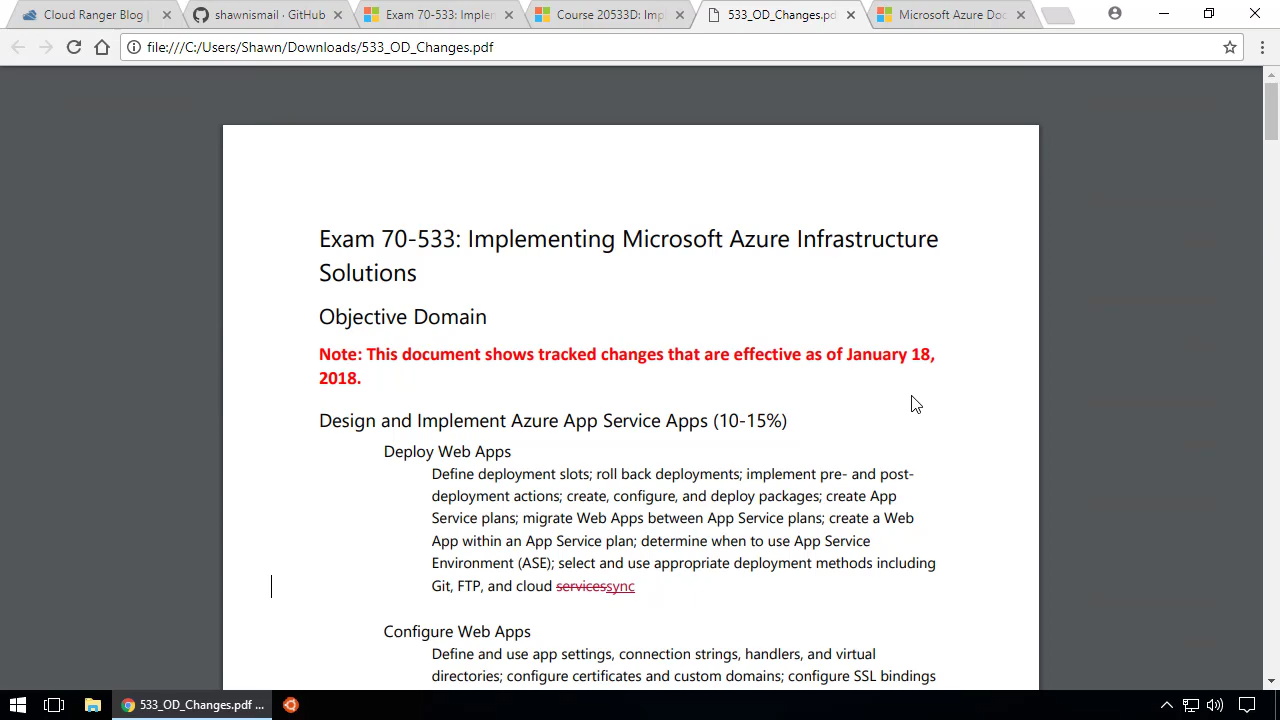 Cloud Ranger Blog |
shawnismail · GitHub
Exam 70-533: Implemen
Course 20533D: Imp
533_OD_Changes.pdf
Microsoft Azure Doc
file:///C:/Users/Shawn/Downloads/533_OD_Changes.pdf
Exam 70-533: Implementing Microsoft Azure Infrastructure
Solutions
Objective Domain
Note: This document shows tracked changes that are effective as of January 18,
2018.
Design and Implement Azure App Service Apps (10-15%)
Deploy Web Apps
Define deployment slots; roll back deployments; implement pre- and post-
deployment actions; create, configure, and deploy packages; create App
Service plans; migrate Web Apps between App Service plans; create a Web
App within an App Service plan; determine when to use App Service
Environment (ASE); select and use appropriate deployment methods including
Git, FTP, and cloud servicessync
Configure Web Apps
Define and use app settings, connection strings, handlers, and virtual
directories; configure certificates and custom domains; configure SSL bindings
533_OD_Changes.pdf ...